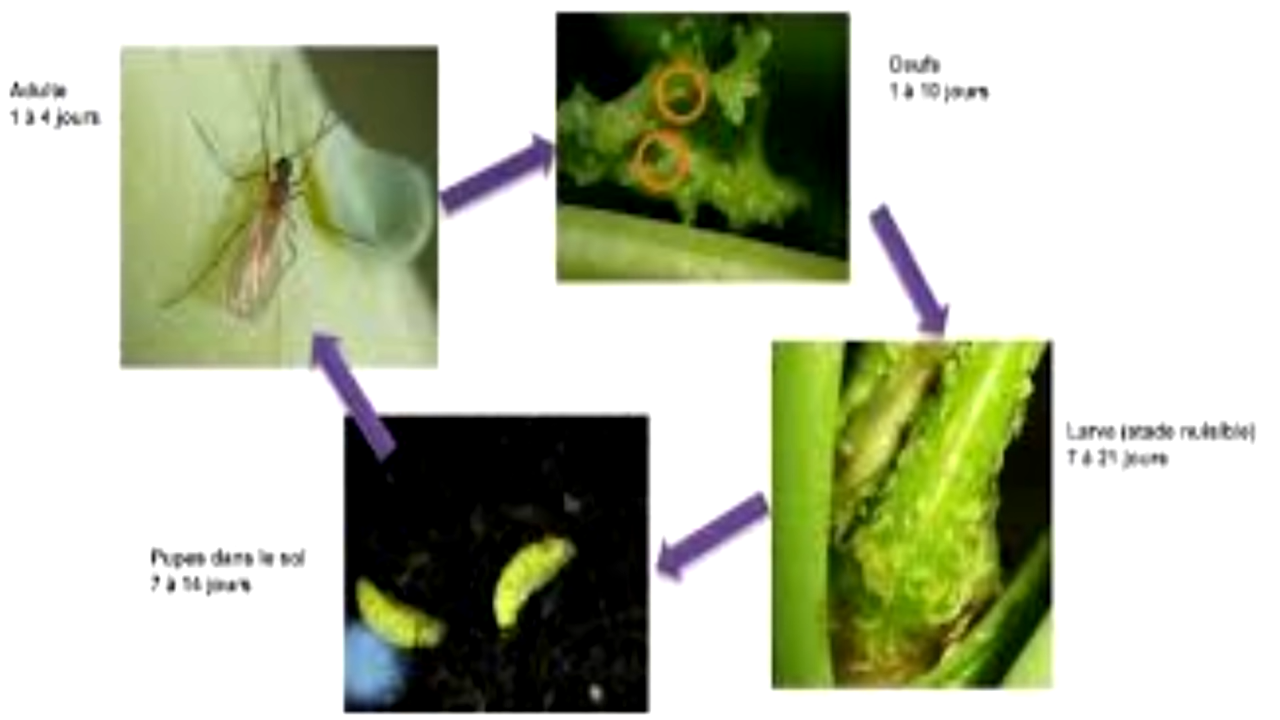 Adulte
1 à 4 jours
Oeufs
1 à 10 jours
Larve (stade nuisible)
7 à 21 jours
Pupes dans le sol
7 à 14 jours